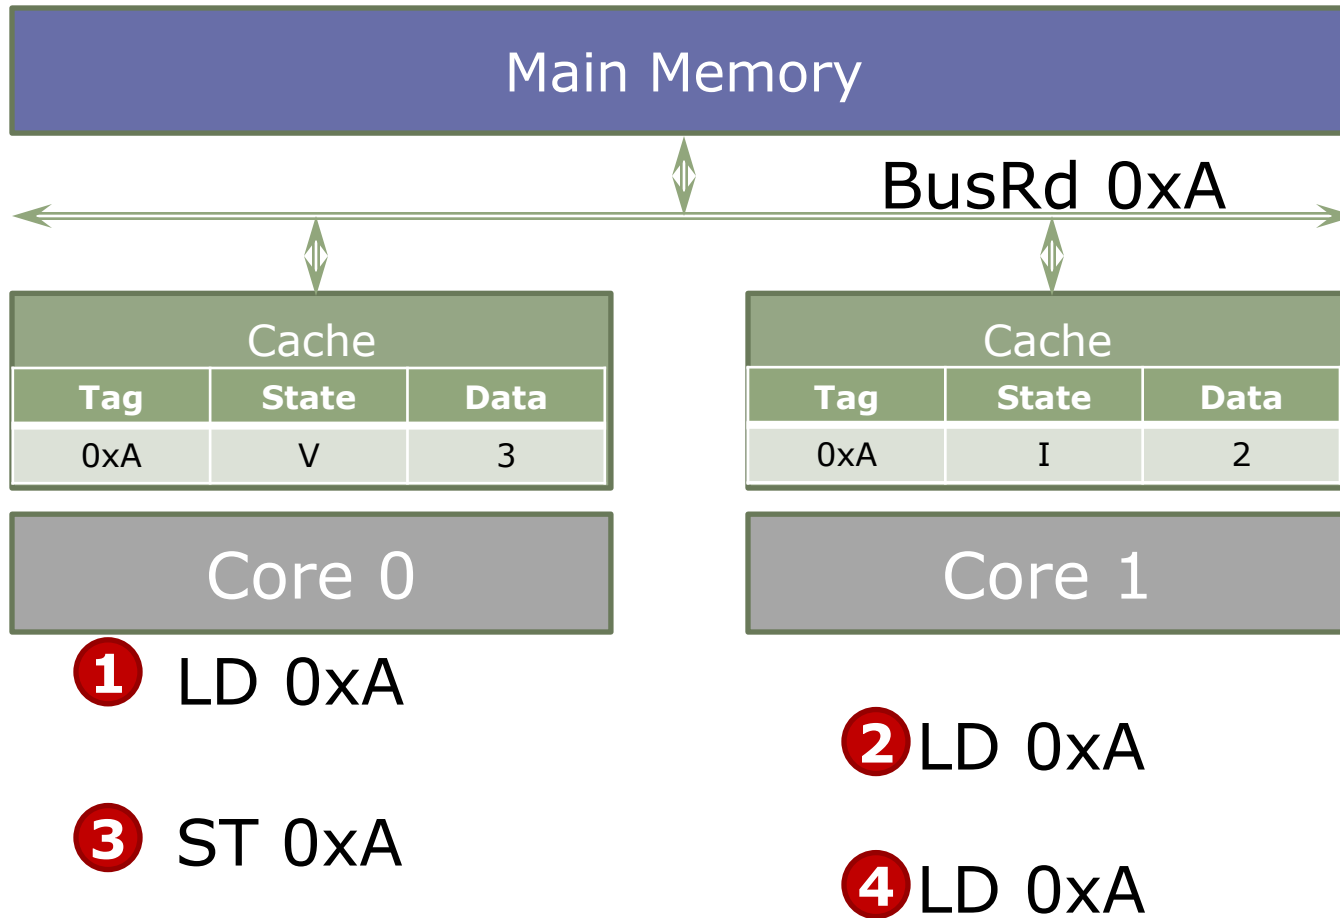 Main Memory
BusRd 0xA
Cache
Tag State Data
0xA V 3
Cache
Tag State Data
0xA I 2
Core 0
Core 1
1 LD 0xA
2 LD 0xA
3 ST 0xA
4 LD 0xA